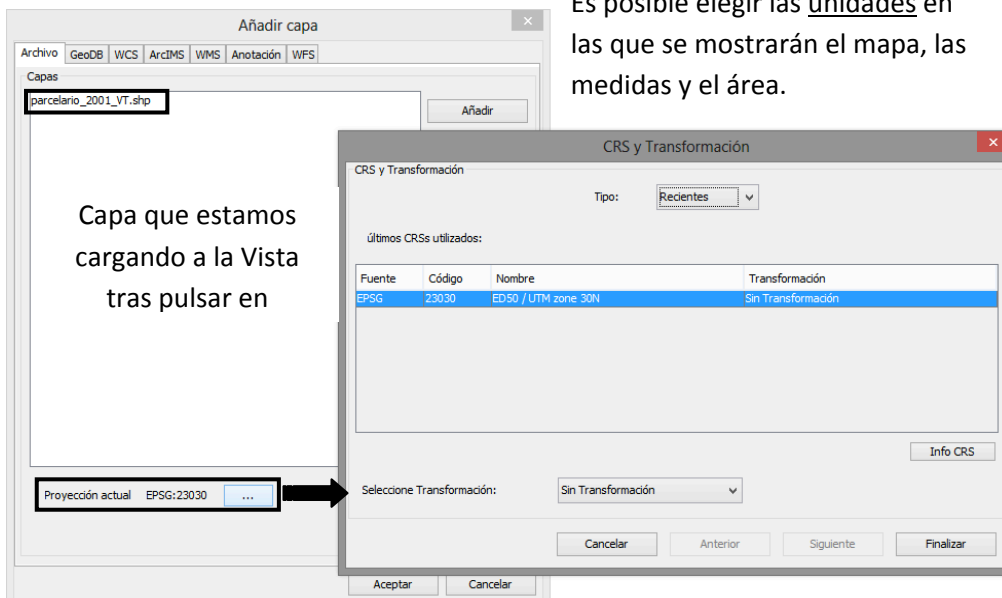 Es posible elegir las unidades en
las que se mostrarán el mapa, las
medidas y el área.
Añadir capa
Archivo GeoDB WCS ArcIMS WMS Anotación WFS
Capas
parcelario_2001_VT.shp
Añadir
Capa que estamos
cargando a la Vista
tras pulsar en
Proyección actual EPSG:23030 ...
Aceptar Cancelar
CRS y Transformación
CRS y Transformación
Tipo: Recientes
últimos CRSs utilizados:
Fuente Código Nombre Transformación
EPSG 23030 ED50 / UTM zone 30N Sin Transformación
Info CRS
Seleccione Transformación: Sin Transformación
Cancelar Anterior Siguiente Finalizar